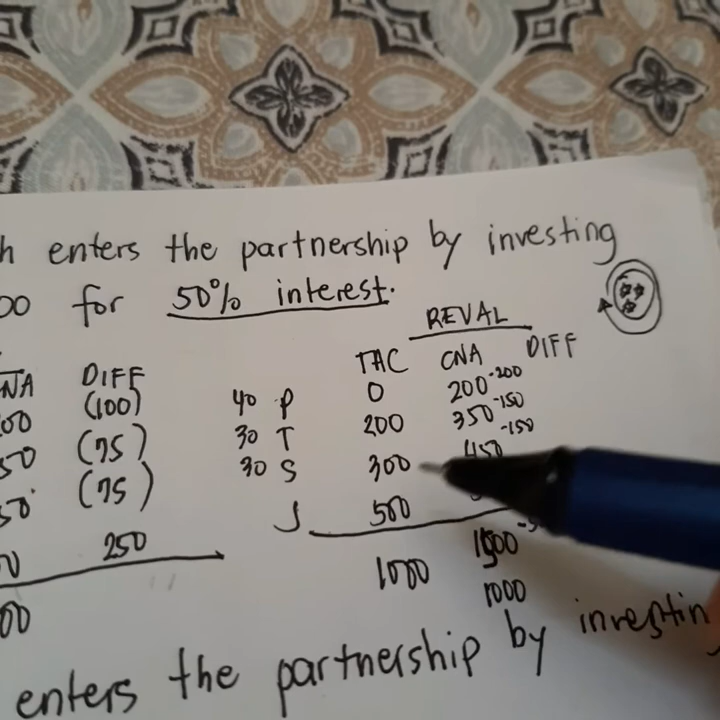 h enters the partnership by investing
00 for 50% interest.
REVAL
NA DIFF TAC CNA DIFF
00 (100) 40 P 0 200 -200
50 (75) 30 T 200 350 -150
50 (75) 30 S 300 450 -150
J 500
250 1000 1500
00 1000
enters the partnership by investin